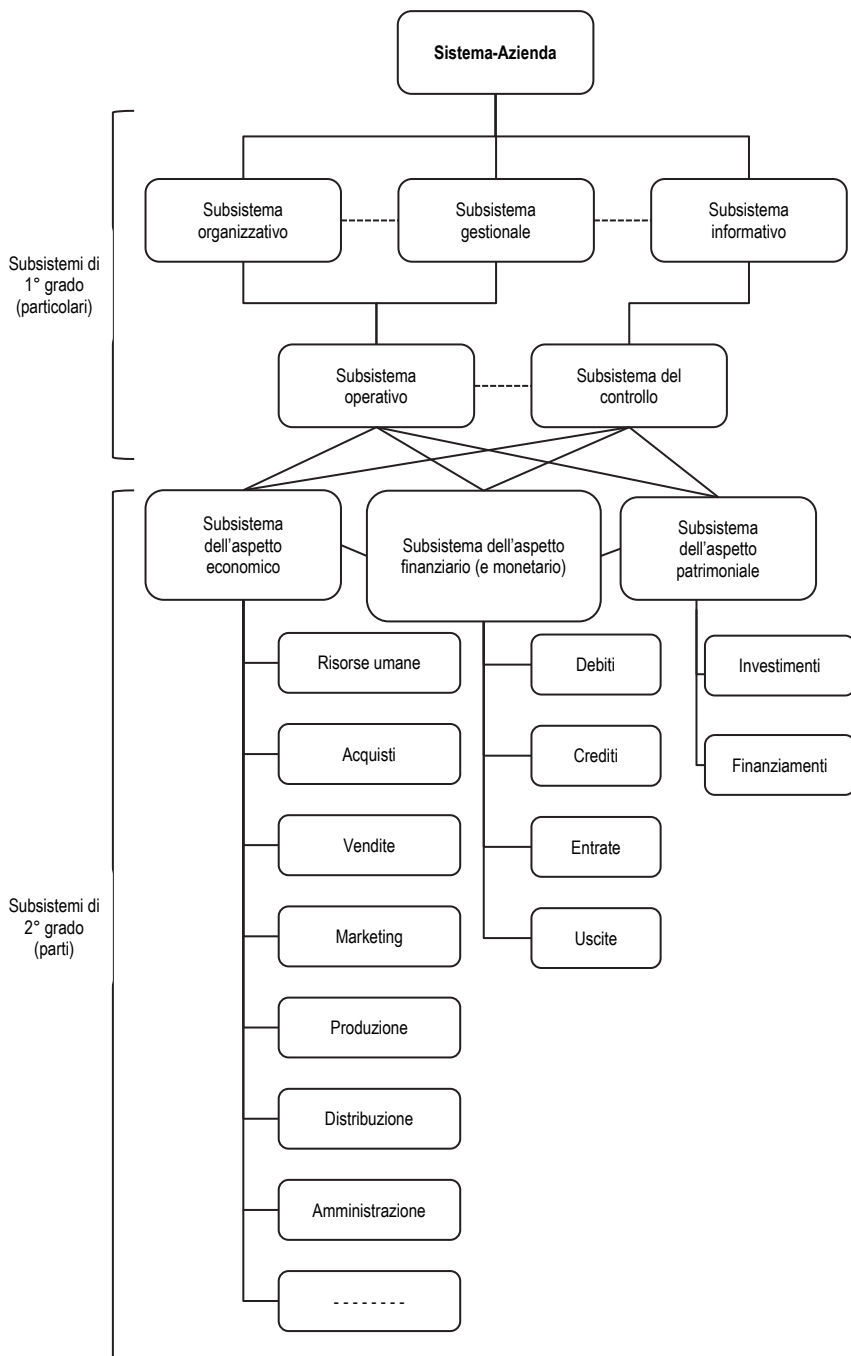 Sistema-Azienda
Subsistemi di
1° grado
(particolari)
Subsistema
organizzativo
Subsistema
gestionale
Subsistema
informativo
Subsistema
operativo
Subsistema del
controllo
Subsistemi di
2° grado
(parti)
Subsistema
dell’aspetto
economico
Subsistema dell’aspetto
finanziario (e monetario)
Subsistema
dell’aspetto
patrimoniale
Risorse umane
Acquisti
Vendite
Marketing
Produzione
Distribuzione
Amministrazione
- - - - - - - -
Debiti
Crediti
Entrate
Uscite
Investimenti
Finanziamenti